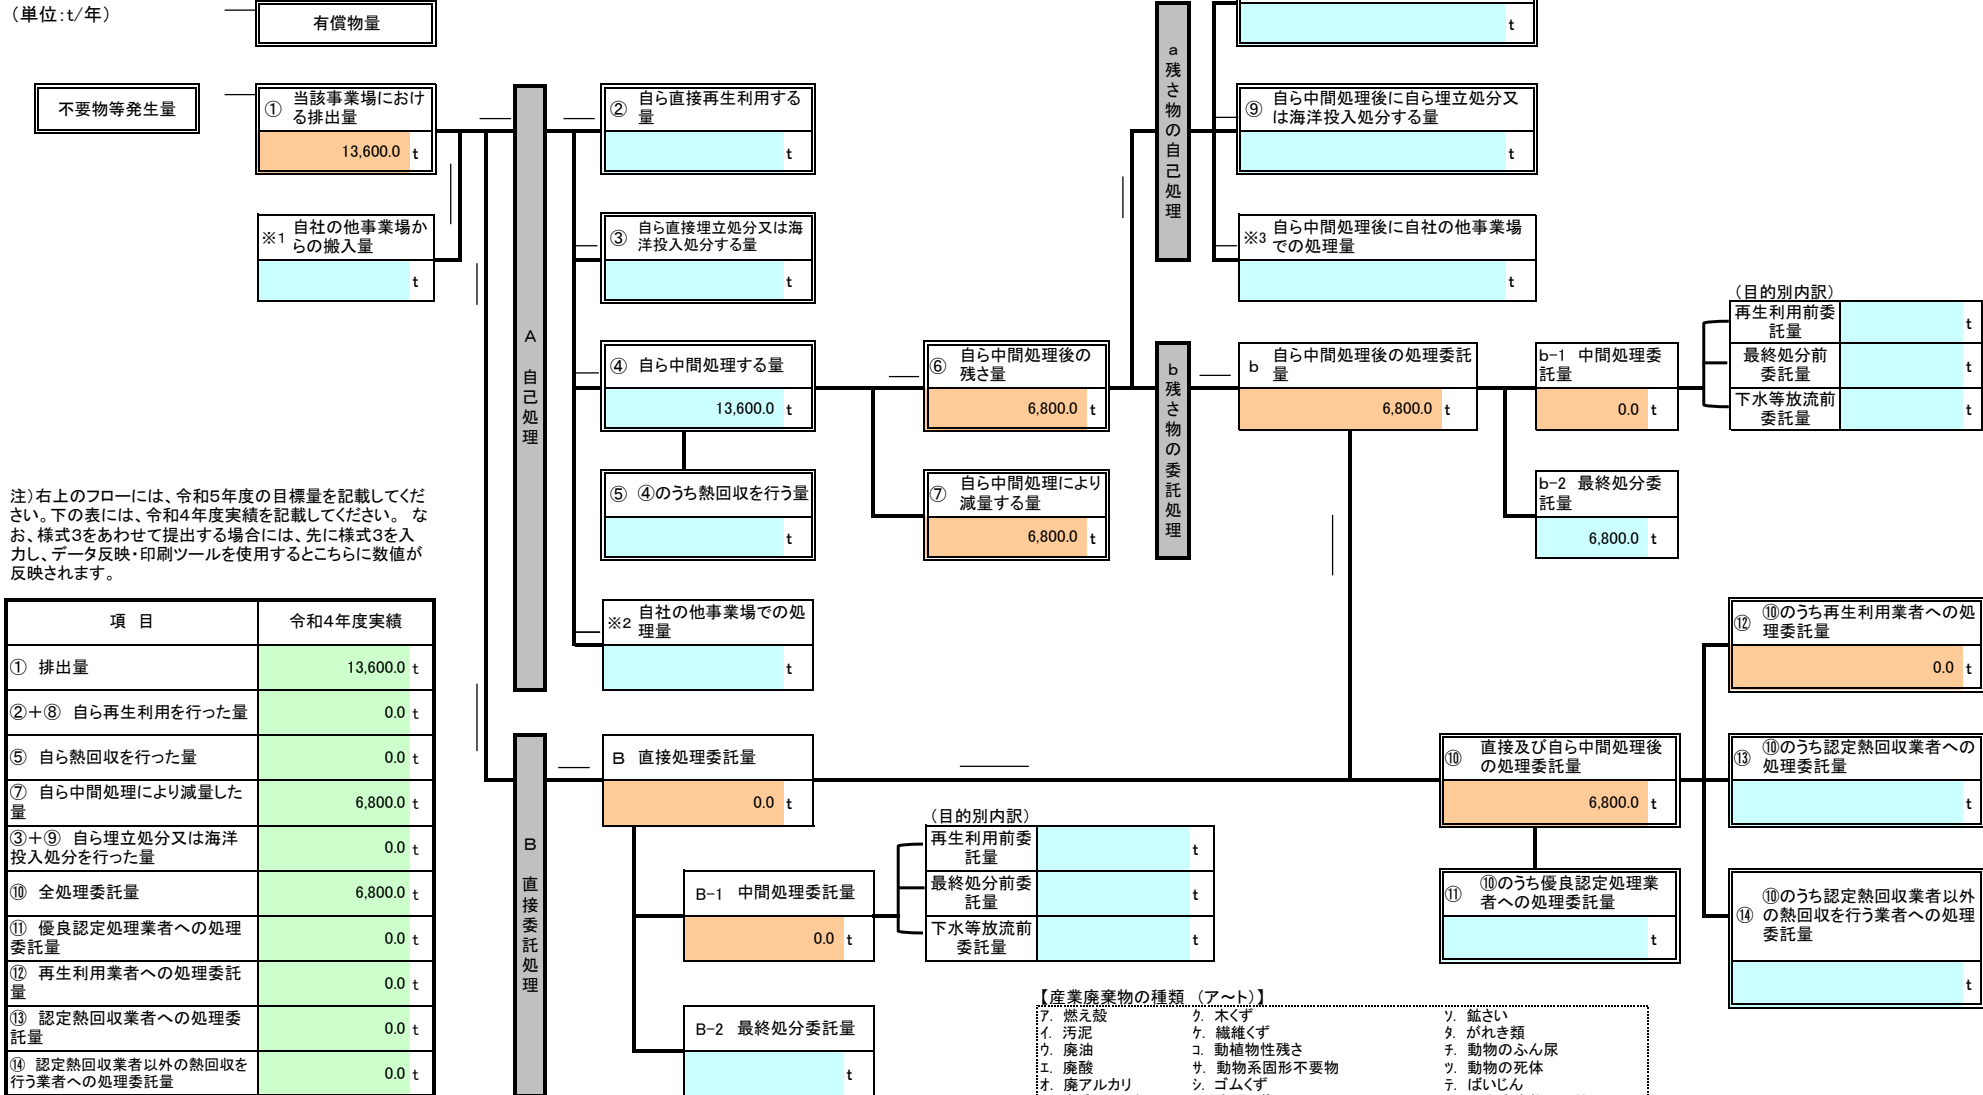 （単位：t/年）
有償物量
不要物等発生量
① 当該事業場におけ
る排出量
13,600.0 t
※1 自社の他事業場か
らの搬入量
t
A 自己処理
② 自ら直接再生利用する
量
t
③ 自ら直接埋立処分又は海
洋投入処分する量
t
④ 自ら中間処理する量
13,600.0 t
⑤ ④のうち熱回収を行う量
t
※2 自社の他事業場での処
理量
t
⑥ 自ら中間処理後の
残さ量
6,800.0 t
⑦ 自ら中間処理により
減量する量
6,800.0 t
a 残さ物の自己処理
t
⑨ 自ら中間処理後に自ら埋立処分又
は海洋投入処分する量
t
※3 自ら中間処理後に自社の他事業場
での処理量
t
b 残さ物の委託処理
b 自ら中間処理後の処理委託
量
6,800.0 t
b-1 中間処理委
託量
0.0 t
（目的別内訳）
再生利用前委
託量
t
最終処分前
委託量
t
下水等放流前
委託量
t
b-2 最終処分委
託量
6,800.0 t
注）右上のフローには、令和5年度の目標量を記載してくだ
さい。下の表には、令和4年度実績を記載してください。 な
お、様式3をあわせて提出する場合には、先に様式3を入
力し、データ反映・印刷ツールを使用するとこちらに数値が
反映されます。
項 目 令和4年度実績
① 排出量 13,600.0 t
②＋⑧ 自ら再生利用を行った量 0.0 t
⑤ 自ら熱回収を行った量 0.0 t
⑦ 自ら中間処理により減量した
量 6,800.0 t
③＋⑨ 自ら埋立処分又は海洋
投入処分を行った量 0.0 t
⑩ 全処理委託量 6,800.0 t
⑪ 優良認定処理業者への処理
委託量 0.0 t
⑫ 再生利用業者への処理委託
量 0.0 t
⑬ 認定熱回収業者への処理委
託量 0.0 t
⑭ 認定熱回収業者以外の熱回収を
行う業者への処理委託量 0.0 t
B 直接委託処理
B 直接処理委託量
0.0 t
B-1 中間処理委託量
0.0 t
（目的別内訳）
再生利用前委
託量
t
最終処分前委
託量
t
下水等放流前
委託量
t
B-2 最終処分委託量
t
⑩ 直接及び自ら中間処理後
の処理委託量
6,800.0 t
⑪ ⑩のうち優良認定処理業
者への処理委託量
t
⑫ ⑩のうち再生利用業者への処
理委託量
0.0 t
⑬ ⑩のうち認定熱回収業者への
処理委託量
t
⑭ ⑩のうち認定熱回収業者以外
の熱回収を行う業者への処理
委託量
t
【産業廃棄物の種類 （ア～ト）】
ア. 燃え殻 ク. 木くず ソ. 鉱さい
イ. 汚泥 ケ. 繊維くず タ. がれき類
ウ. 廃油 コ. 動植物性残さ チ. 動物のふん尿
エ. 廃酸 サ. 動物系固形不要物 ツ. 動物の死体
オ. 廃アルカリ シ. ゴムくず テ. ばいじん